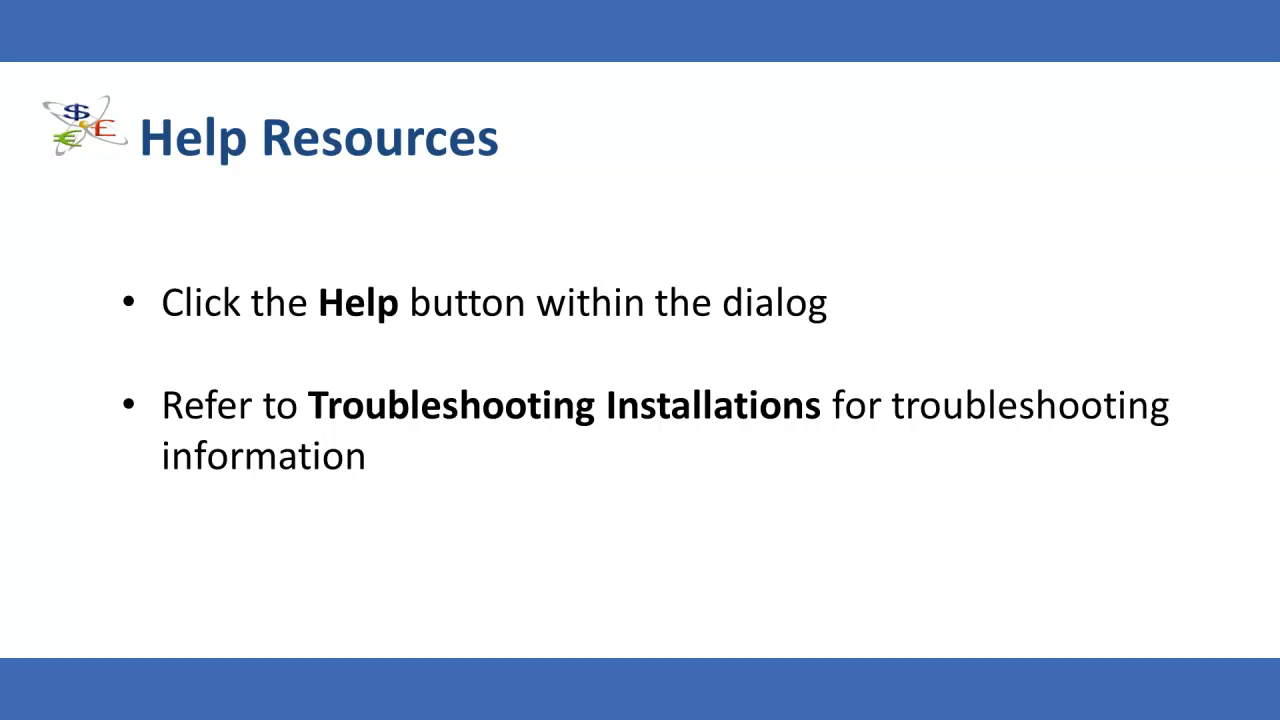 Help Resources
• Click the Help button within the dialog
• Refer to Troubleshooting Installations for troubleshooting
information